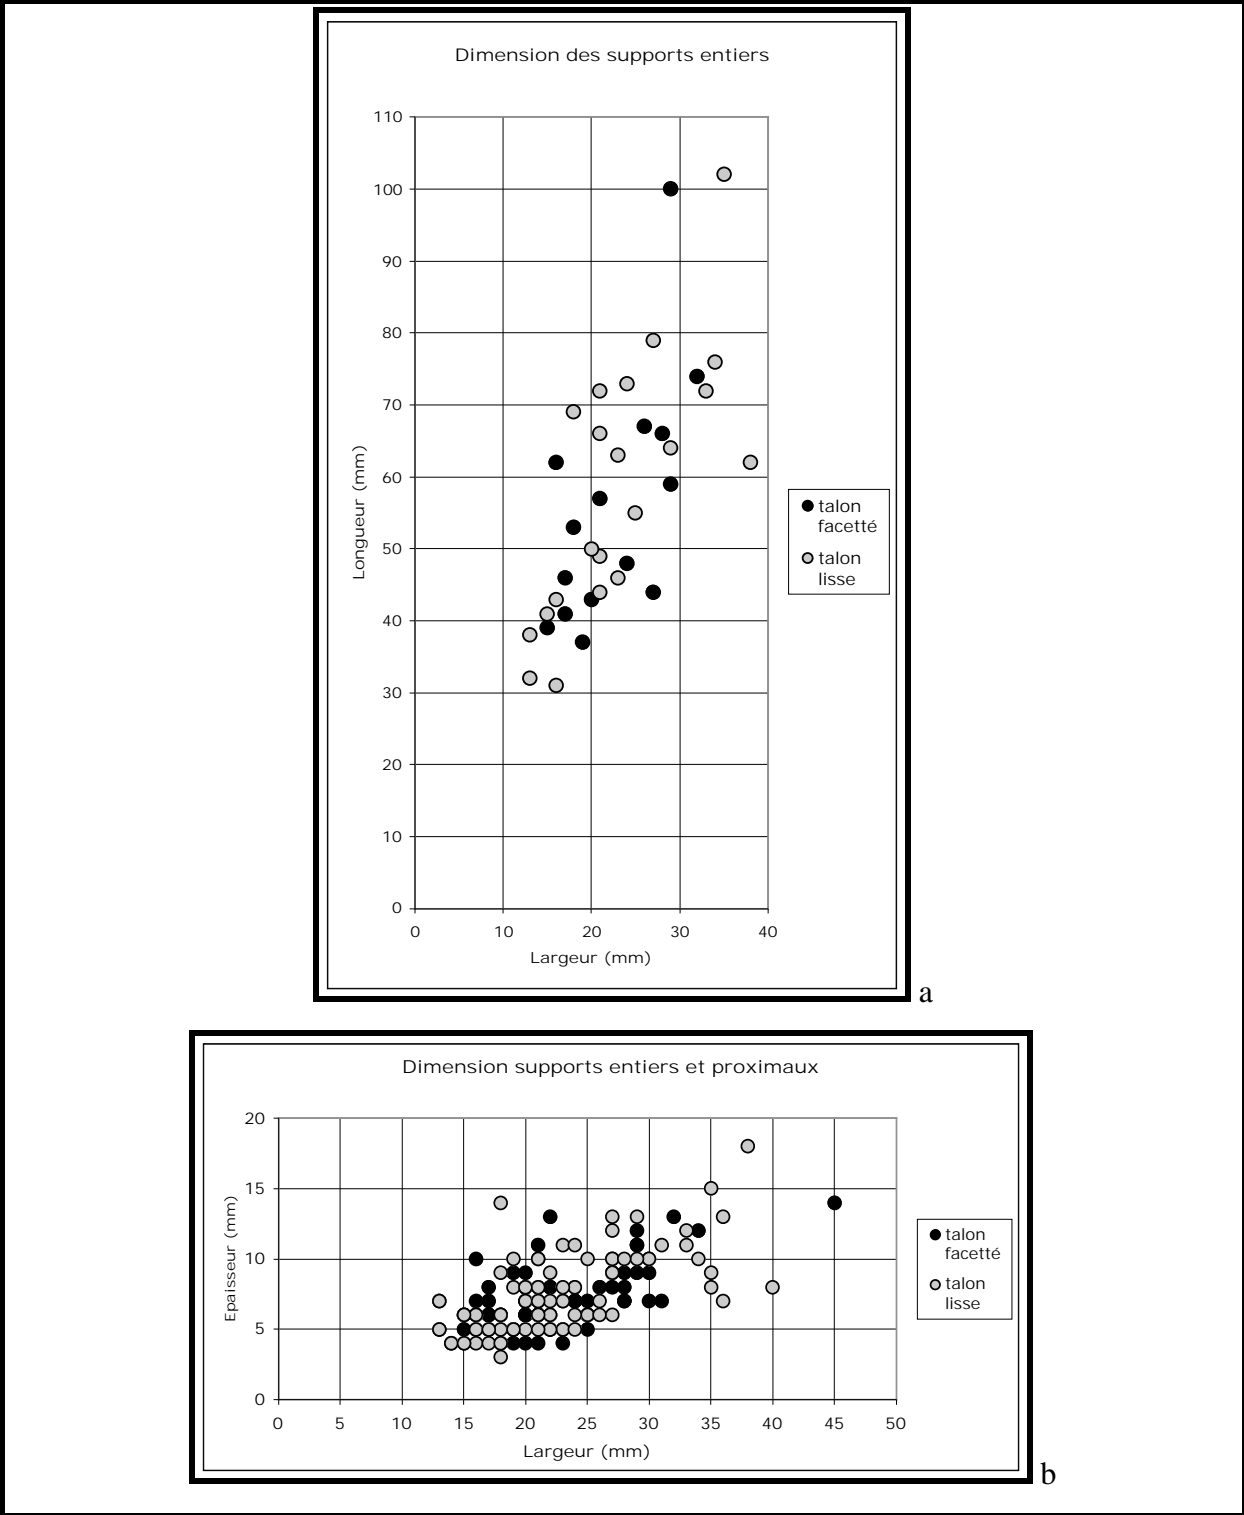 Dimension des supports entiers
110
100
90
80
70
60
50
40
30
20
10
0
Longueur (mm)
0 10 20 30 40
Largeur (mm)
talon
facetté
talon
lisse
a
Dimension supports entiers et proximaux
20
15
10
5
0
Epaisseur (mm)
0 5 10 15 20 25 30 35 40 45 50
Largeur (mm)
talon
facetté
talon
lisse
b